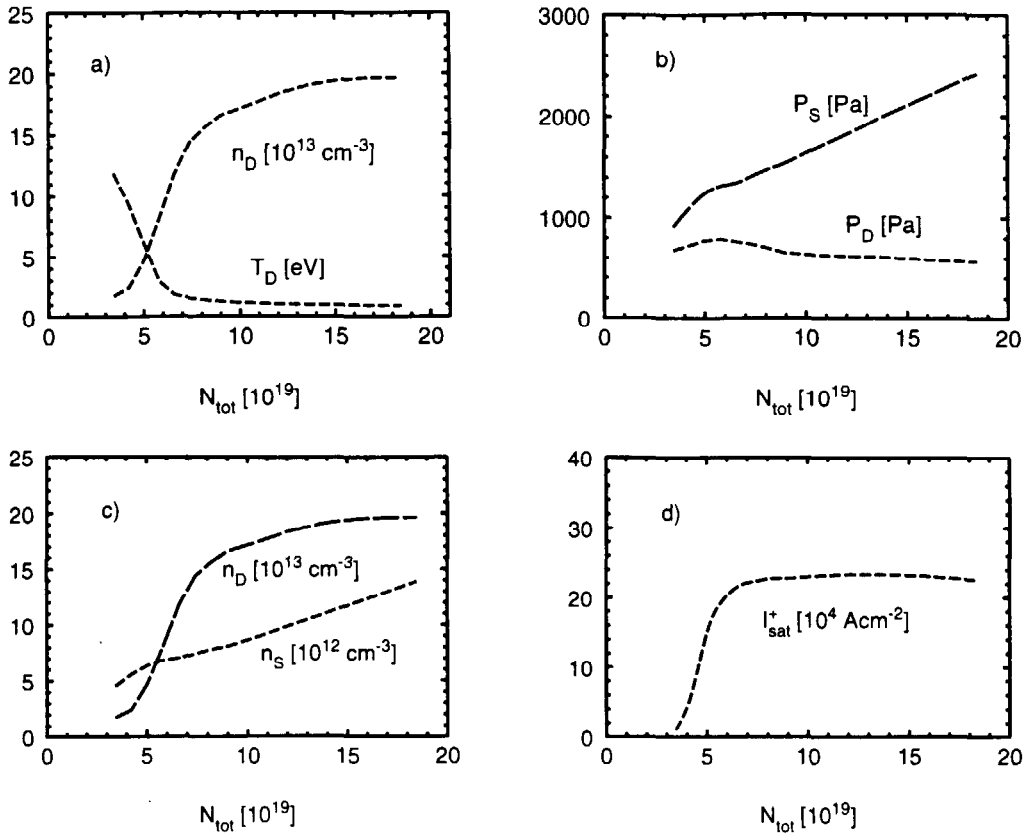 a)
25
20
15
10
5
0
n_D [10^13 cm^-3]
T_D [eV]
0 5 10 15 20
N_tot [10^19]
b)
3000
2000
1000
0
P_S [Pa]
P_D [Pa]
0 5 10 15 20
N_tot [10^19]
c)
25
20
15
10
5
0
n_D [10^13 cm^-3]
n_S [10^12 cm^-3]
0 5 10 15 20
N_tot [10^19]
d)
40
30
20
10
0
I^+_sat [10^4 Acm^-2]
0 5 10 15 20
N_tot [10^19]